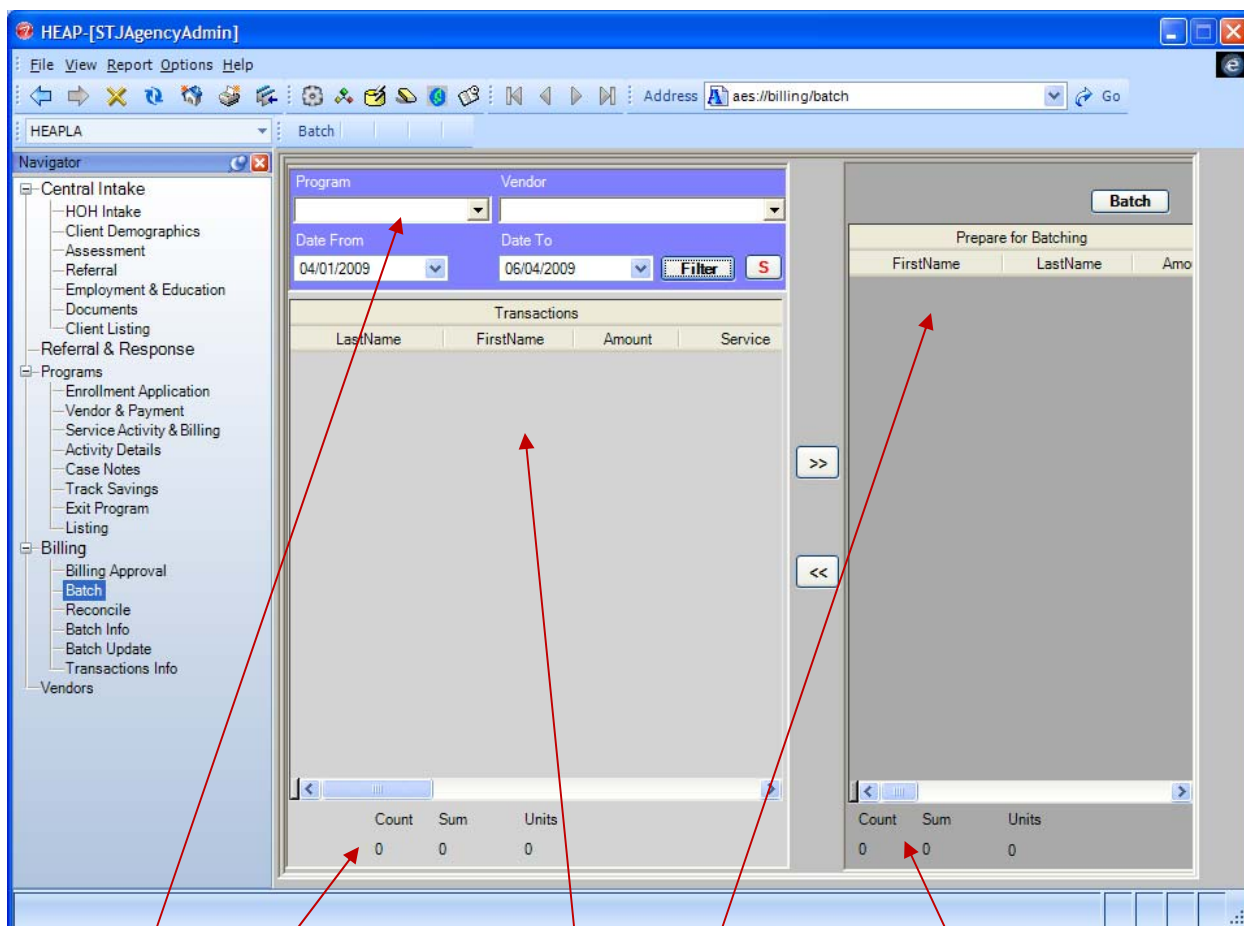 HEAP-[STJAgencyAdmin]
File View Report Options Help
Address aes://billing/batch Go
HEAPLA Batch
Navigator
Central Intake
HOH Intake
Client Demographics
Assessment
Referral
Employment & Education
Documents
Client Listing
Referral & Response
Programs
Enrollment Application
Vendor & Payment
Service Activity & Billing
Activity Details
Case Notes
Track Savings
Exit Program
Listing
Billing
Billing Approval
Batch
Reconcile
Batch Info
Batch Update
Transactions Info
Vendors
Program Vendor
Date From Date To
04/01/2009 06/04/2009 Filter S
Transactions
LastName FirstName Amount Service
Count Sum Units
0 0 0
>>
<<
Batch
Prepare for Batching
FirstName LastName Amo
Count Sum Units
0 0 0